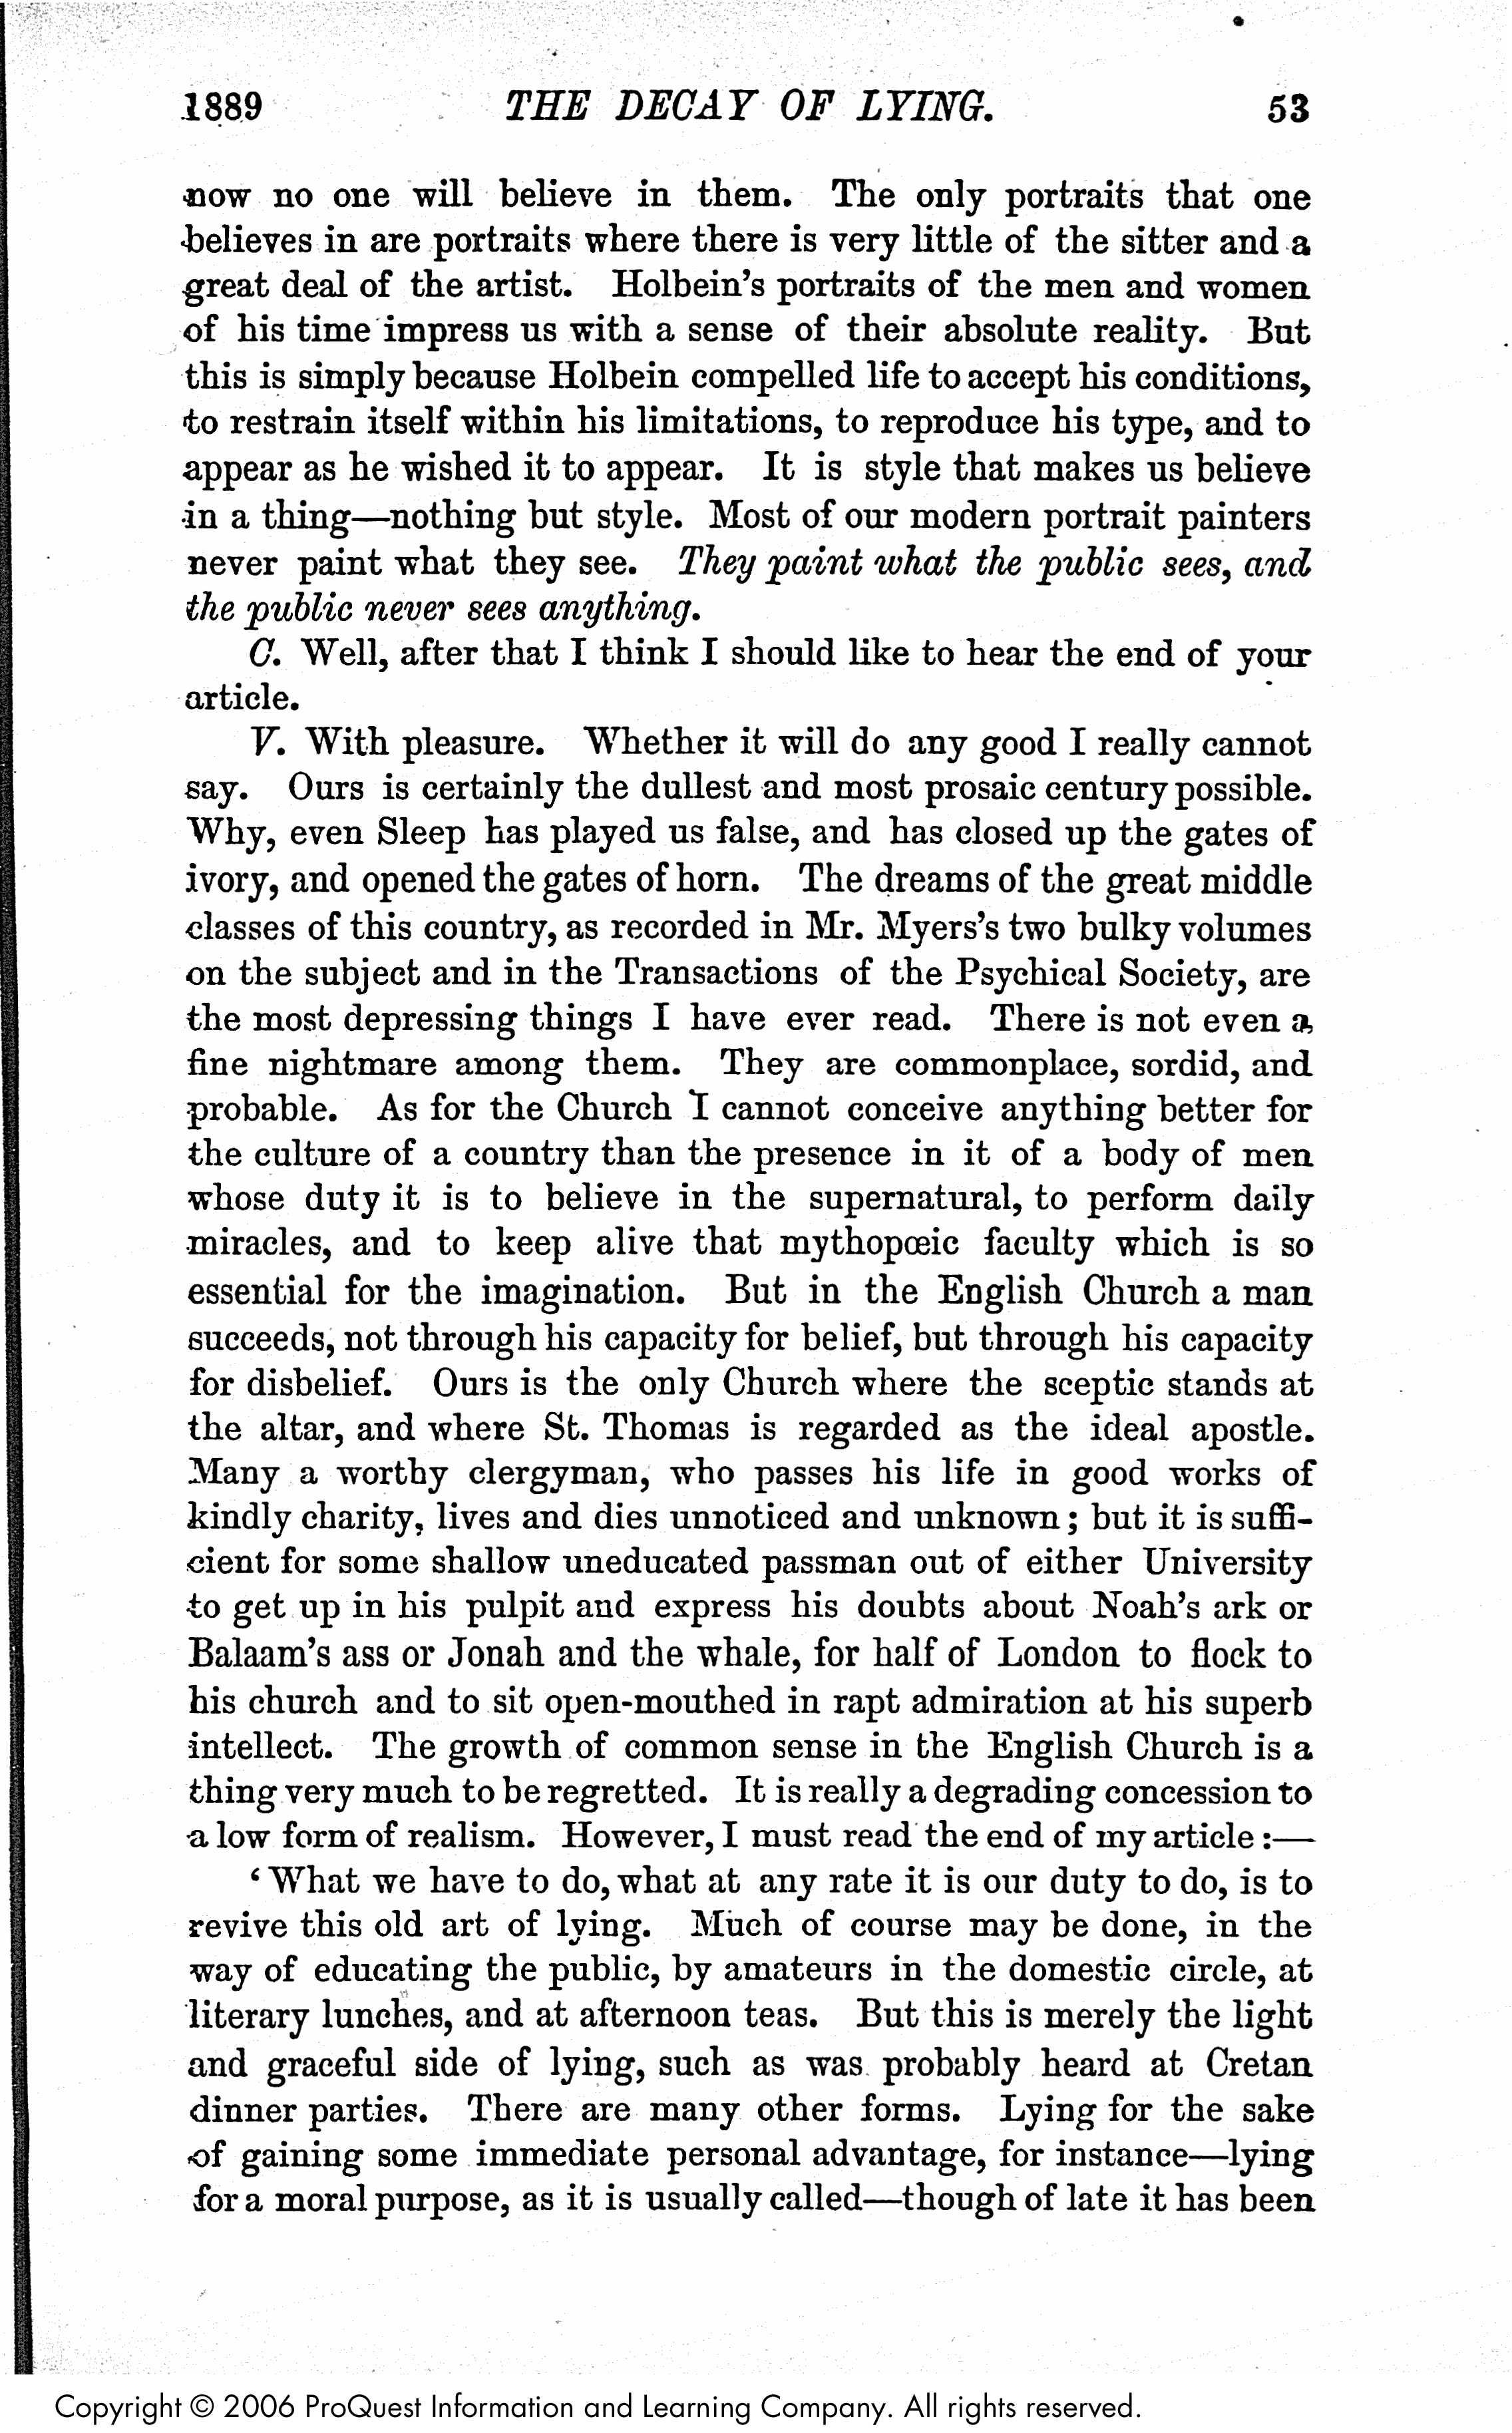 1889 THE DECAY OF LYING. 53
now no one will believe in them. The only portraits that one
believes in are portraits where there is very little of the sitter and a
great deal of the artist. Holbein's portraits of the men and women
of his time impress us with a sense of their absolute reality. But
this is simply because Holbein compelled life to accept his conditions,
to restrain itself within his limitations, to reproduce his type, and to
appear as he wished it to appear. It is style that makes us believe
in a thing—nothing but style. Most of our modern portrait painters
never paint what they see. They paint what the public sees, and
the public never sees anything.
C. Well, after that I think I should like to hear the end of your
article.
V. With pleasure. Whether it will do any good I really cannot
say. Ours is certainly the dullest and most prosaic century possible.
Why, even Sleep has played us false, and has closed up the gates of
ivory, and opened the gates of horn. The dreams of the great middle
classes of this country, as recorded in Mr. Myers's two bulky volumes
on the subject and in the Transactions of the Psychical Society, are
the most depressing things I have ever read. There is not even a
fine nightmare among them. They are commonplace, sordid, and
probable. As for the Church I cannot conceive anything better for
the culture of a country than the presence in it of a body of men
whose duty it is to believe in the supernatural, to perform daily
miracles, and to keep alive that mythopœic faculty which is so
essential for the imagination. But in the English Church a man
succeeds, not through his capacity for belief, but through his capacity
for disbelief. Ours is the only Church where the sceptic stands at
the altar, and where St. Thomas is regarded as the ideal apostle.
Many a worthy clergyman, who passes his life in good works of
kindly charity, lives and dies unnoticed and unknown; but it is suffi-
cient for some shallow uneducated passman out of either University
to get up in his pulpit and express his doubts about Noah's ark or
Balaam's ass or Jonah and the whale, for half of London to flock to
his church and to sit open-mouthed in rapt admiration at his superb
intellect. The growth of common sense in the English Church is a
thing very much to be regretted. It is really a degrading concession to
a low form of realism. However, I must read the end of my article:—
'What we have to do, what at any rate it is our duty to do, is to
revive this old art of lying. Much of course may be done, in the
way of educating the public, by amateurs in the domestic circle, at
literary lunches, and at afternoon teas. But this is merely the light
and graceful side of lying, such as was probably heard at Cretan
dinner parties. There are many other forms. Lying for the sake
of gaining some immediate personal advantage, for instance—lying
for a moral purpose, as it is usually called—though of late it has been
Copyright © 2006 ProQuest Information and Learning Company. All rights reserved.